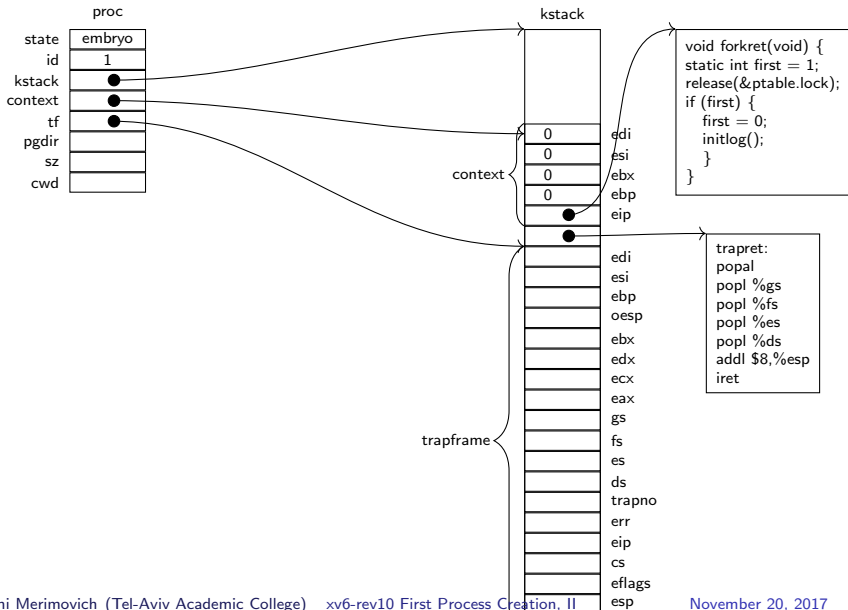 proc
state embryo
id 1
kstack
context
tf
pgdir
sz
cwd
kstack
context
0 edi
0 esi
0 ebx
0 ebp
eip
trapframe
edi
esi
ebp
oesp
ebx
edx
ecx
eax
gs
fs
es
ds
trapno
err
eip
cs
eflags
esp
void forkret(void) {
static int first = 1;
release(&ptable.lock);
if (first) {
first = 0;
initlog();
}
}
trapret:
popal
popl %gs
popl %fs
popl %es
popl %ds
addl $8,%esp
iret
Merimovich (Tel-Aviv Academic College) xv6-rev10 First Process Creation, II November 20, 2017